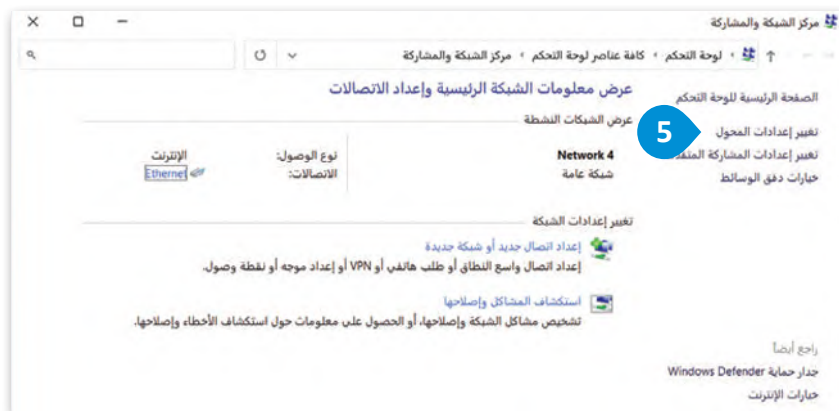 مركز الشبكة والمشاركة
لوحة التحكم › كافة عناصر لوحة التحكم › مركز الشبكة والمشاركة
الصفحة الرئيسية للوحة التحكم
5 تغيير إعدادات المحول
تغيير إعدادات المشاركة
خيارات دفق الوسائط
عرض معلومات الشبكة الرئيسية وإعداد الاتصالات
عرض الشبكات النشطة
Network 4
شبكة عامة
نوع الوصول: الإنترنت
الاتصالات: Ethernet
تغيير إعدادات الشبكة
إعداد اتصال جديد أو شبكة جديدة
إعداد اتصال واسع النطاق أو طلب هاتفي أو VPN أو إعداد موجه أو نقطة وصول.
استكشاف المشاكل وإصلاحها
تشخيص مشاكل الشبكة وإصلاحها، أو الحصول على معلومات حول استكشاف الأخطاء وإصلاحها.
راجع أيضاً
جدار حماية Windows Defender
خيارات الإنترنت